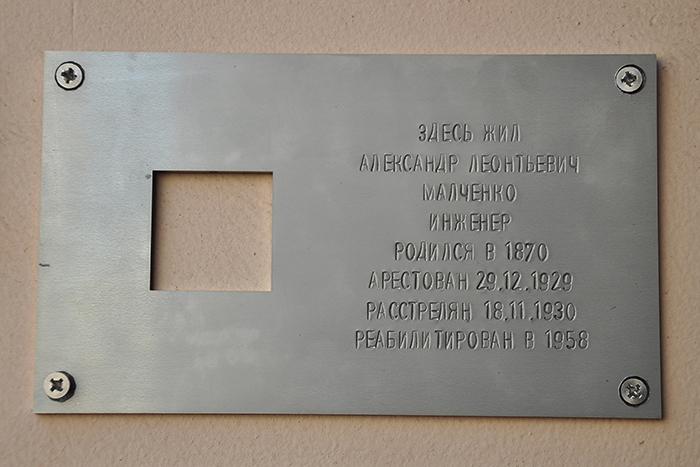 ЗДЕСЬ ЖИЛ
АЛЕКСАНДР ЛЕОНТЬЕВИЧ
МАЛЧЕНКО
ИНЖЕНЕР
РОДИЛСЯ В 1870
АРЕСТОВАН 29.12.1929
РАССТРЕЛЯН 18.11.1930
РЕАБИЛИТИРОВАН В 1958